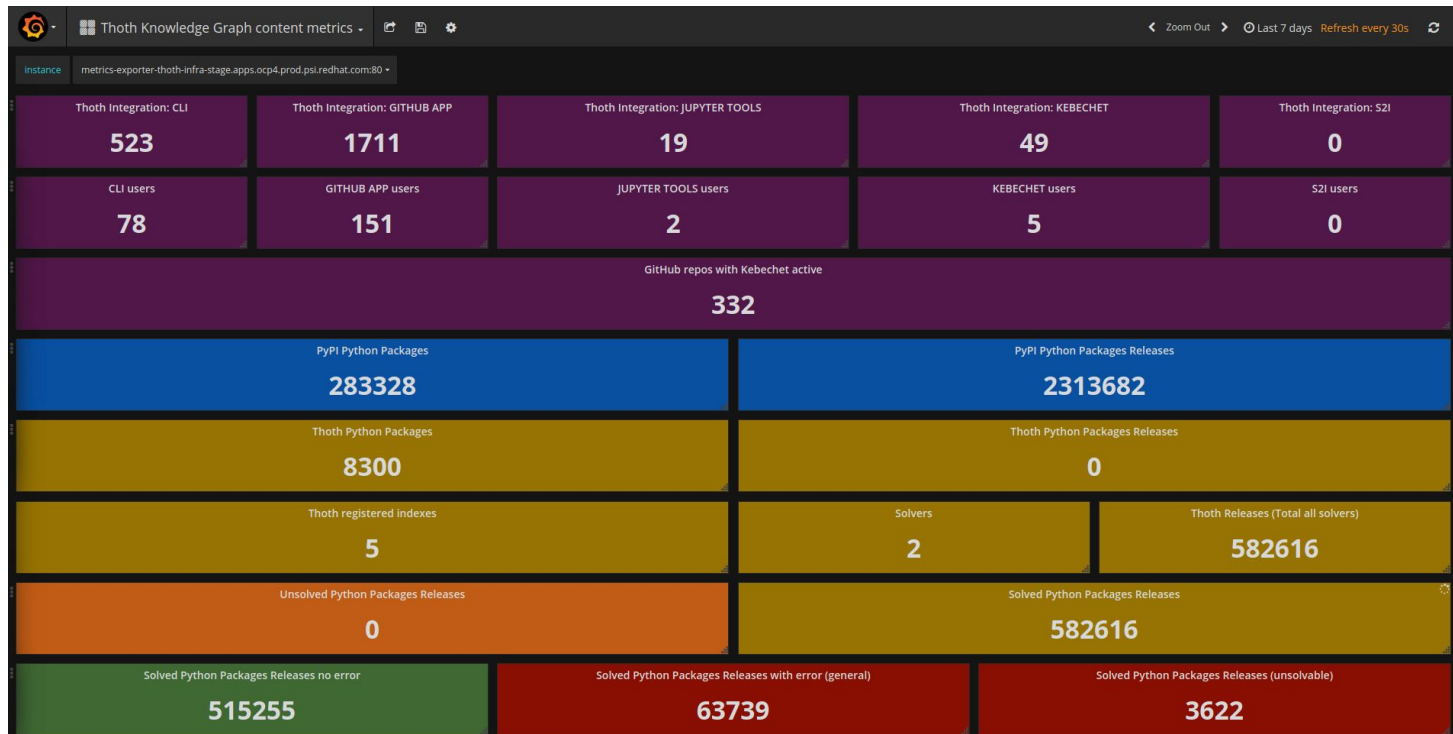 Thoth Knowledge Graph content metrics
Zoom Out
Last 7 days Refresh every 30s
instance metrics-exporter-thoth-infra-stage.apps.ocp4.prod.psi.redhat.com:80
Thoth Integration: CLI
523
Thoth Integration: GITHUB APP
1711
Thoth Integration: JUPYTER TOOLS
19
Thoth Integration: KEBECHET
49
Thoth Integration: S2I
0
CLI users
78
GITHUB APP users
151
JUPYTER TOOLS users
2
KEBECHET users
5
S2I users
0
GitHub repos with Kebechet active
332
PyPI Python Packages
283328
PyPI Python Packages Releases
2313682
Thoth Python Packages
8300
Thoth Python Packages Releases
0
Thoth registered indexes
5
Solvers
2
Thoth Releases (Total all solvers)
582616
Unsolved Python Packages Releases
0
Solved Python Packages Releases
582616
Solved Python Packages Releases no error
515255
Solved Python Packages Releases with error (general)
63739
Solved Python Packages Releases (unsolvable)
3622